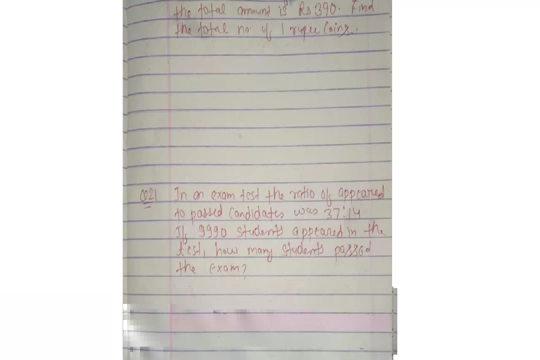 the total amount is Rs 390. Find
the total no of 1 rupee coins.
Q21 In an exam test the ratio of appeared
to passed candidates was 37:14
If 9990 students appeared in the
test, how many students passed
the exam?